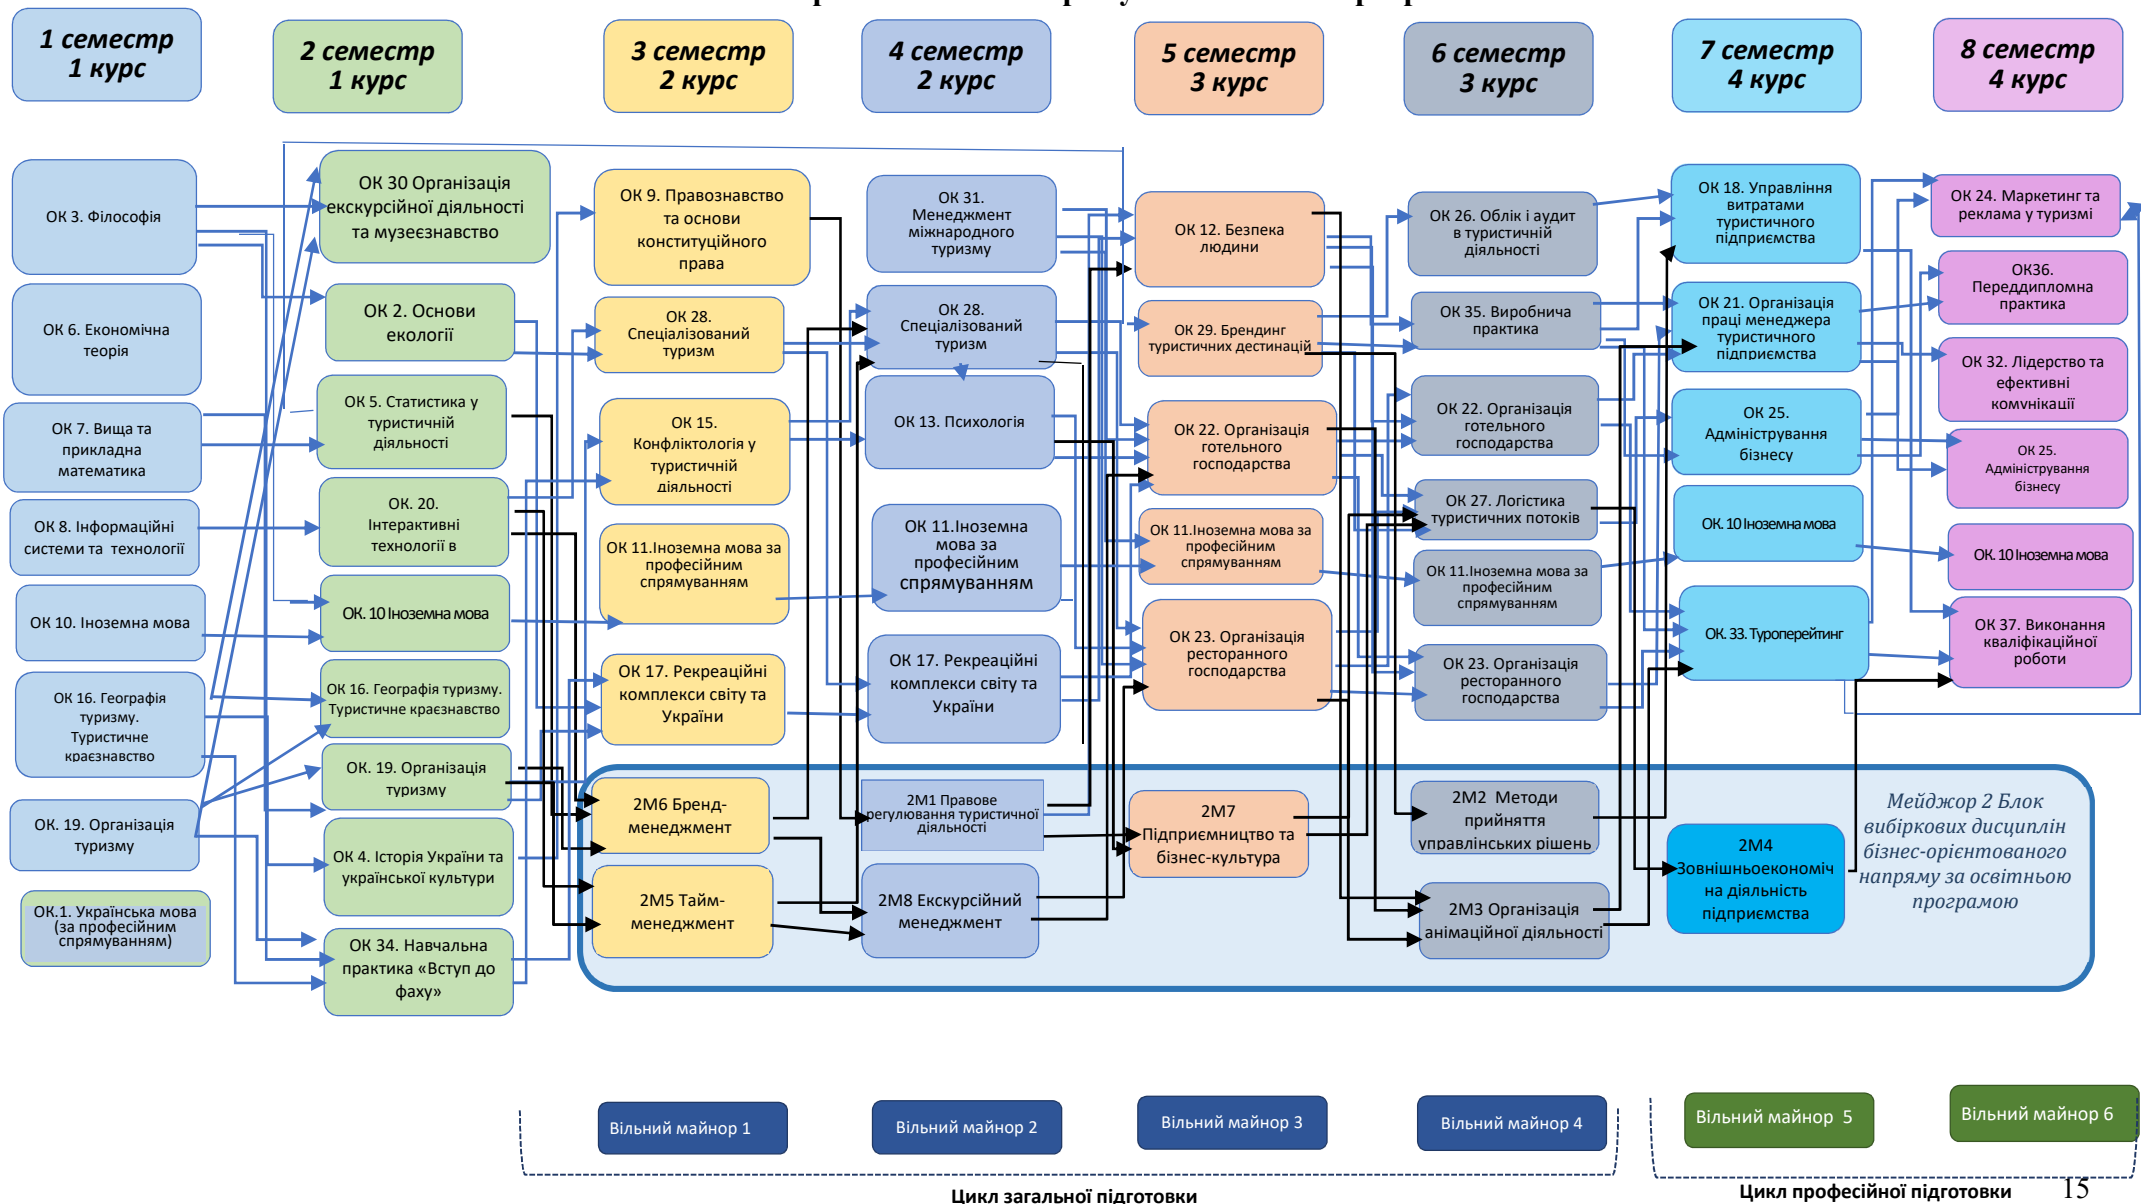 1 семестр
1 курс
2 семестр
1 курс
3 семестр
2 курс
4 семестр
2 курс
5 семестр
3 курс
6 семестр
3 курс
7 семестр
4 курс
8 семестр
4 курс
ОК 3. Філософія
ОК 6. Економічна
теорія
ОК 7. Вища та
прикладна
математика
ОК 8. Інформаційні
системи та технології
ОК 10. Іноземна мова
ОК 16. Географія
туризму.
Туристичне
краєзнавство
ОК. 19. Організація
туризму
ОК.1. Українська мова
(за професійним
спрямуванням)
ОК 30 Організація
екскурсійної діяльності
та музеєзнавство
ОК 2. Основи
екології
ОК 5. Статистика у
туристичній
діяльності
ОК. 20.
Інтерактивні
технології в
ОК. 10 Іноземна мова
ОК 16. Географія туризму.
Туристичне краєзнавство
ОК. 19. Організація
туризму
ОК 4. Історія України та
української культури
ОК 34. Навчальна
практика «Вступ до
фаху»
ОК 9. Правознавство
та основи
конституційного
права
ОК 28.
Спеціалізований
туризм
ОК 15.
Конфліктологія у
туристичній
діяльності
ОК 11.Іноземна мова за
професійним
спрямуванням
ОК 17. Рекреаційні
комплекси світу та
України
2М6 Бренд-
менеджмент
2М5 Тайм-
менеджмент
ОК 31.
Менеджмент
міжнародного
туризму
ОК 28.
Спеціалізований
туризм
ОК 13. Психологія
ОК 11.Іноземна
мова за
професійним
спрямуванням
ОК 17. Рекреаційні
комплекси світу та
України
2М1 Правове
регулювання туристичної
діяльності
2М8 Екскурсійний
менеджмент
ОК 12. Безпека
людини
ОК 29. Брендинг
туристичних дестинацій
ОК 22. Організація
готельного
господарства
ОК 11.Іноземна мова за
професійним
спрямуванням
ОК 23. Організація
ресторанного
господарства
2М7
Підприємництво та
бізнес-культура
ОК 26. Облік і аудит
в туристичній
діяльності
ОК 35. Виробнича
практика
ОК 22. Організація
готельного
господарства
ОК 27. Логістика
туристичних потоків
ОК 11.Іноземна мова за
професійним
спрямуванням
ОК 23. Організація
ресторанного
господарства
2М2 Методи
прийняття
управлінських рішень
2М3 Організація
анімаційної діяльності
ОК 18. Управління
витратами
туристичного
підприємства
ОК 21. Організація
праці менеджера
туристичного
підприємства
ОК 25.
Адміністрування
бізнесу
ОК. 10 Іноземна мова
ОК. 33. Туроперейтинг
2М4
Зовнішньоекономіч
на діяльність
підприємства
ОК 24. Маркетинг та
реклама у туризмі
ОК36.
Переддипломна
практика
ОК 32. Лідерство та
ефективні
комунікації
ОК 25.
Адміністрування
бізнесу
ОК. 10 Іноземна мова
ОК 37. Виконання
кваліфікаційної
роботи
Мейджор 2 Блок
вибіркових дисциплін
бізнес-орієнтованого
напряму за освітньою
програмою
Вільний майнор 1
Вільний майнор 2
Вільний майнор 3
Вільний майнор 4
Вільний майнор 5
Вільний майнор 6
Цикл загальної підготовки
Цикл професійної підготовки
15